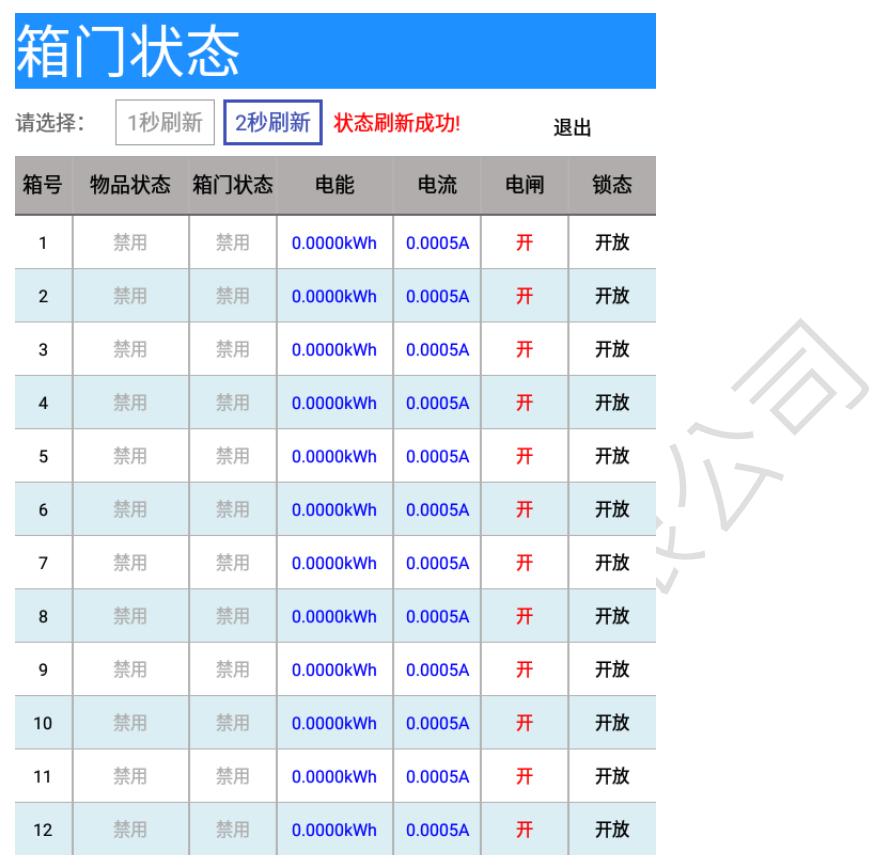 箱门状态
请选择： 1秒刷新 2秒刷新 状态刷新成功! 退出
箱号 物品状态 箱门状态 电能 电流 电闸 锁态
1 禁用 禁用 0.0000kWh 0.0005A 开 开放
2 禁用 禁用 0.0000kWh 0.0005A 开 开放
3 禁用 禁用 0.0000kWh 0.0005A 开 开放
4 禁用 禁用 0.0000kWh 0.0005A 开 开放
5 禁用 禁用 0.0000kWh 0.0005A 开 开放
6 禁用 禁用 0.0000kWh 0.0005A 开 开放
7 禁用 禁用 0.0000kWh 0.0005A 开 开放
8 禁用 禁用 0.0000kWh 0.0005A 开 开放
9 禁用 禁用 0.0000kWh 0.0005A 开 开放
10 禁用 禁用 0.0000kWh 0.0005A 开 开放
11 禁用 禁用 0.0000kWh 0.0005A 开 开放
12 禁用 禁用 0.0000kWh 0.0005A 开 开放
公司